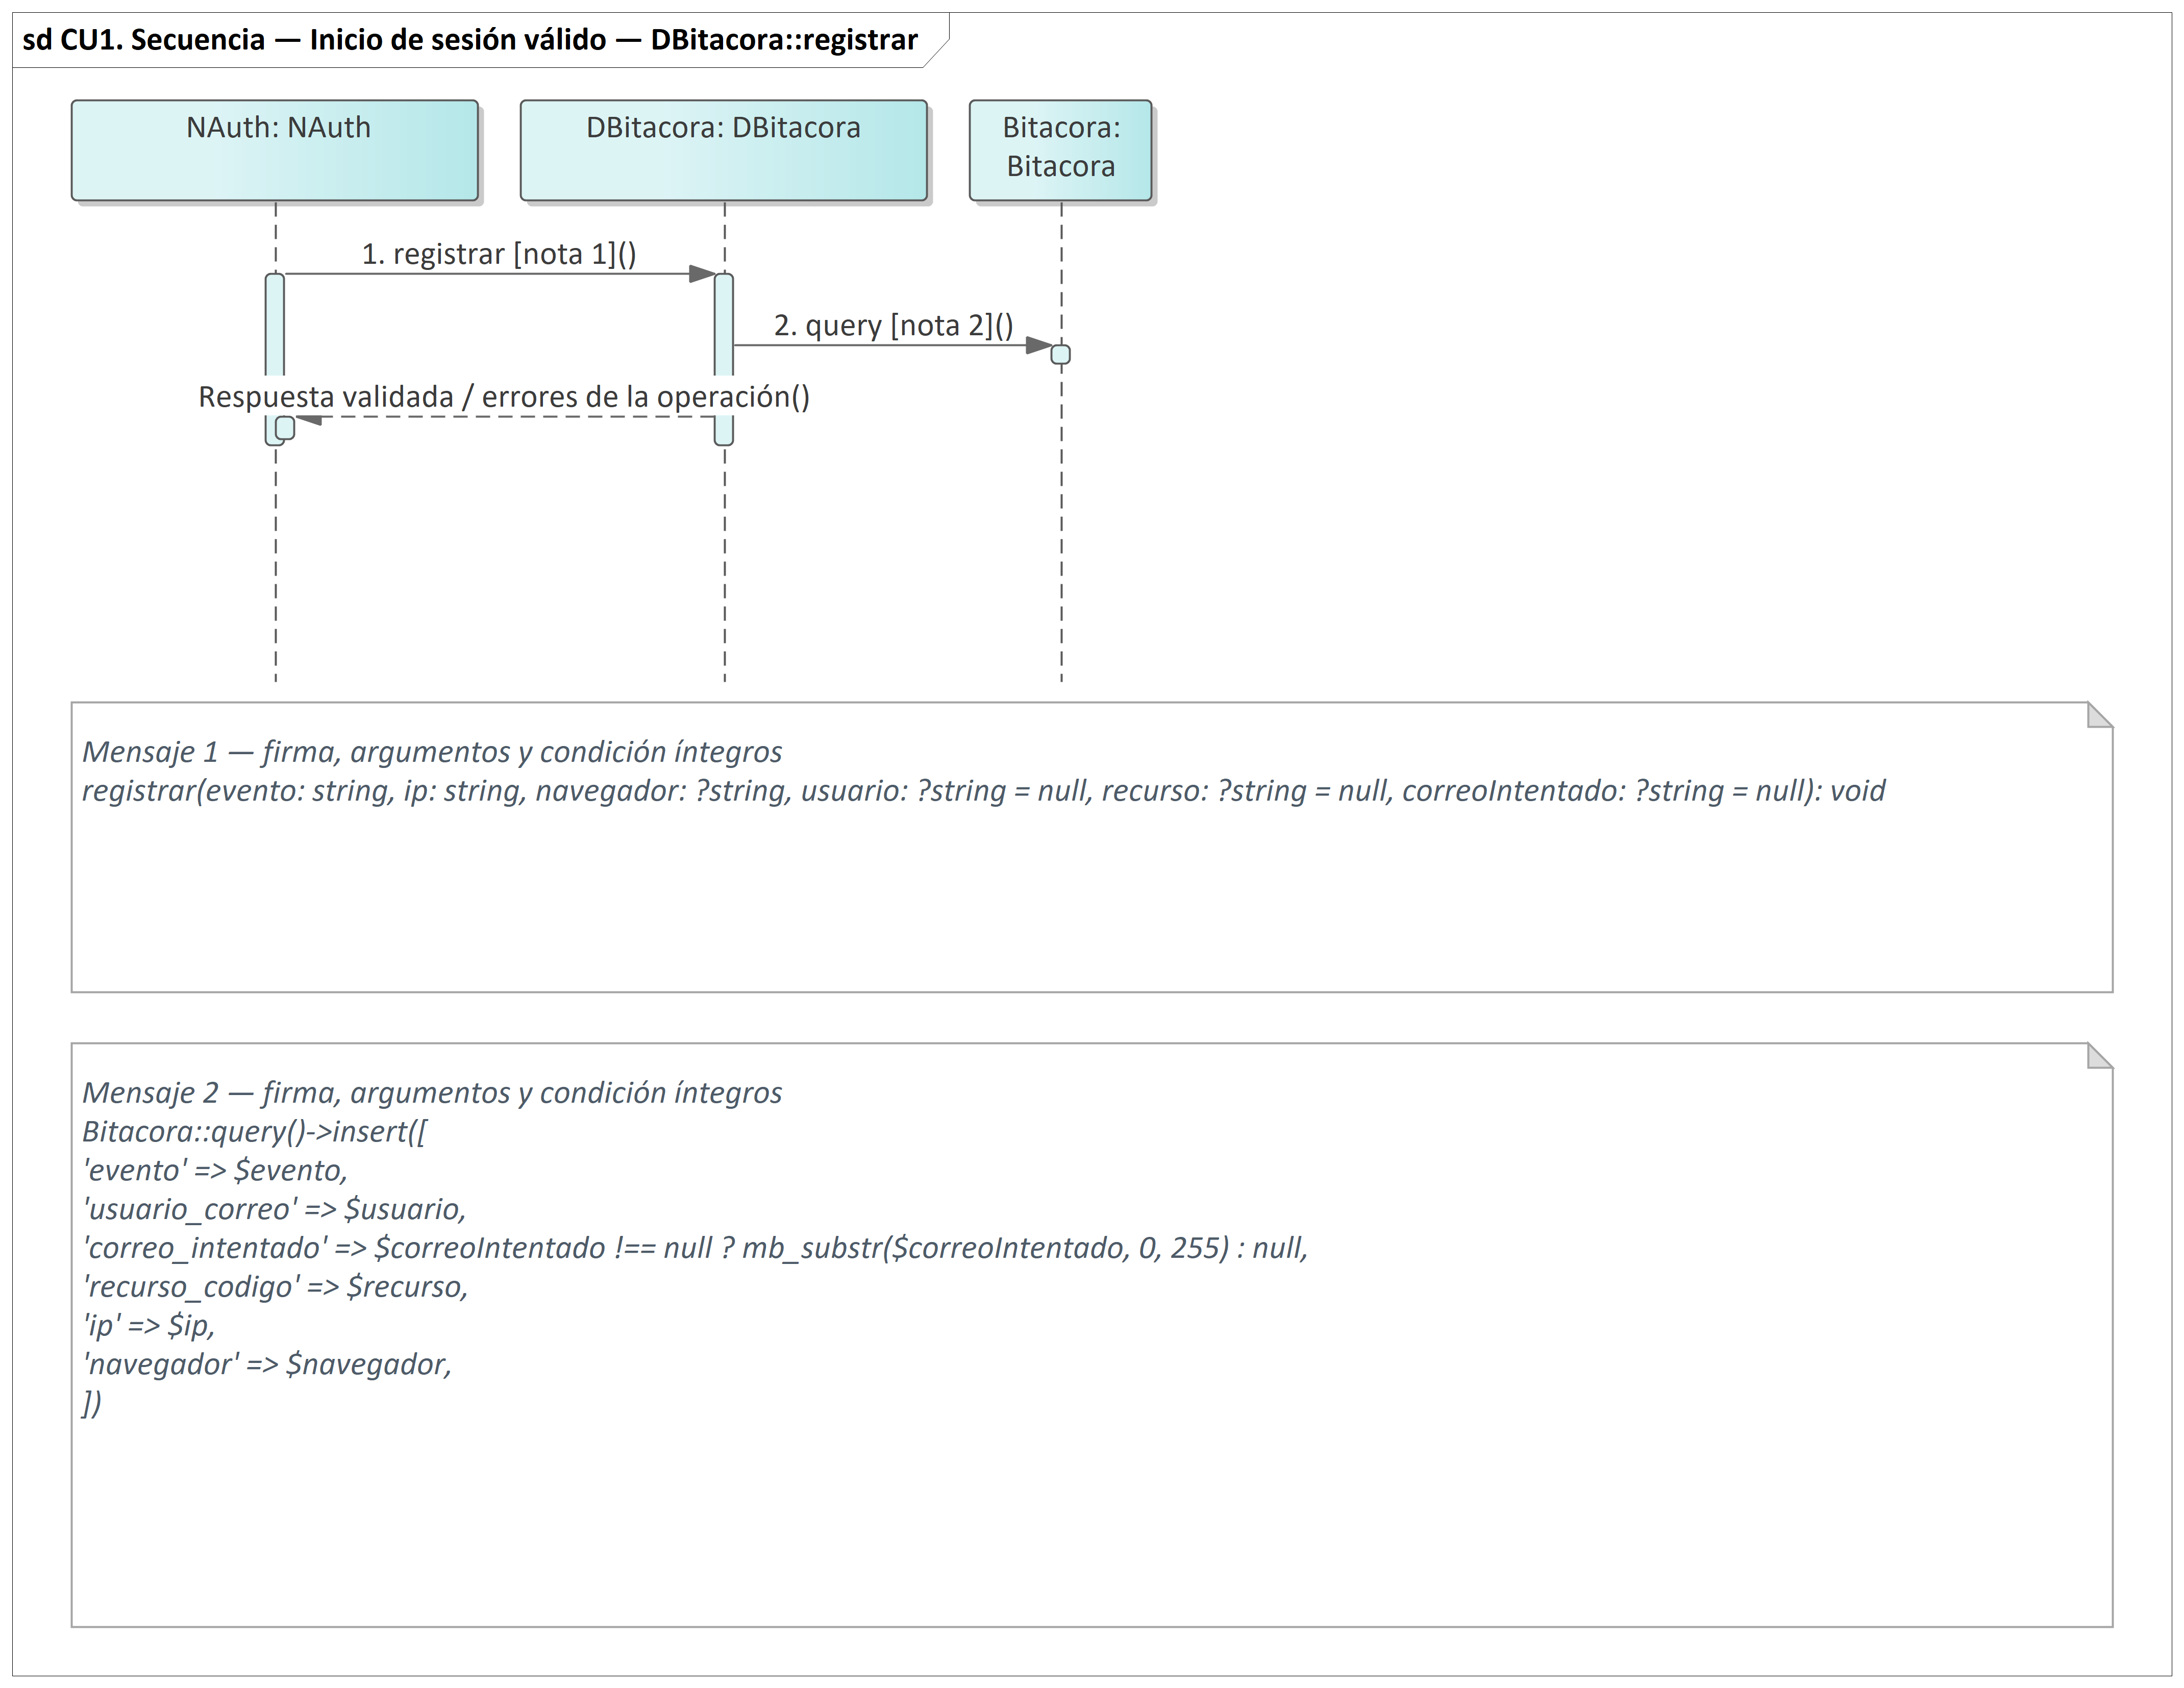 sd CU1. Secuencia — Inicio de sesión válido — DBitacora::registrar
NAuth: NAuth
DBitacora: DBitacora
Bitacora:
Bitacora
1. registrar [nota 1]()
2. query [nota 2]()
Respuesta validada / errores de la operación()
Mensaje 1 — firma, argumentos y condición íntegros
registrar(evento: string, ip: string, navegador: ?string, usuario: ?string = null, recurso: ?string = null, correoIntentado: ?string = null): void
Mensaje 2 — firma, argumentos y condición íntegros
Bitacora::query()->insert([
'evento' => $evento,
'usuario_correo' => $usuario,
'correo_intentado' => $correoIntentado !== null ? mb_substr($correoIntentado, 0, 255) : null,
'recurso_codigo' => $recurso,
'ip' => $ip,
'navegador' => $navegador,
])